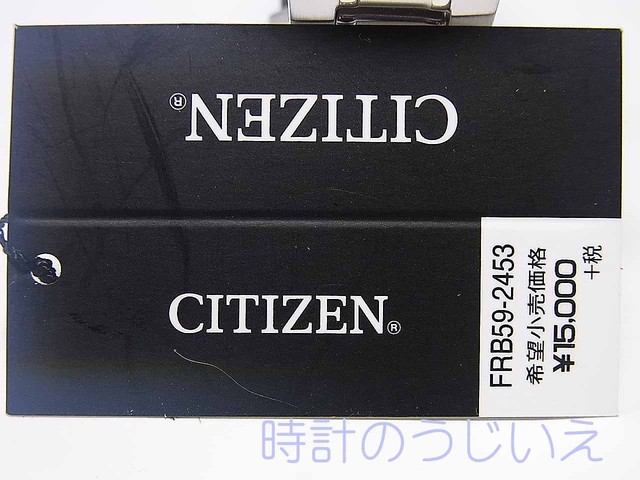 CITIZEN®
CITIZEN®
FRB59-2453
希望小売価格
¥15,000
+税
時計のうじいえ